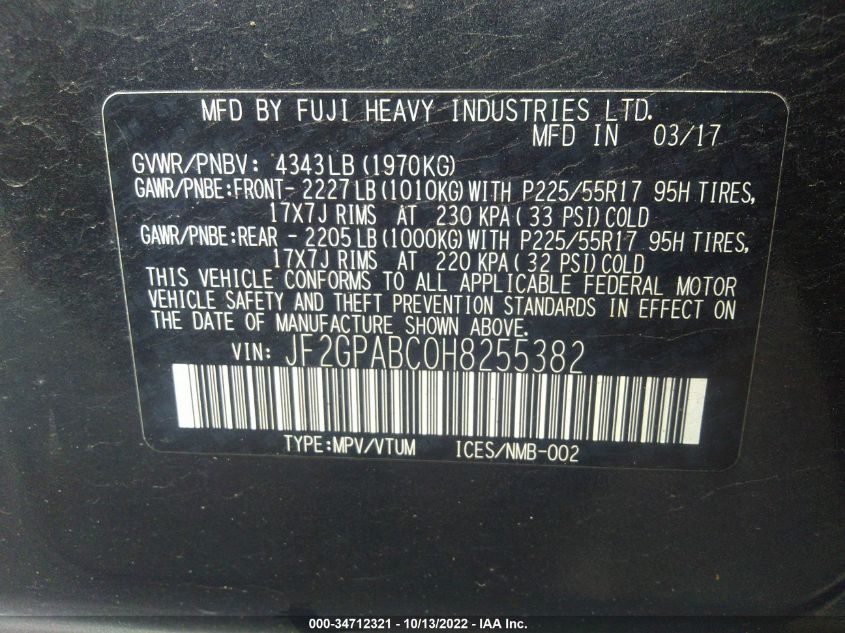 MFD BY FUJI HEAVY INDUSTRIES LTD.
MFD IN 03/17
GVWR/PNBV: 4343LB (1970KG)
GAWR/PNBE:FRONT- 2227LB (1010KG) WITH P225/55R17 95H TIRES,
17X7J RIMS AT 230 KPA( 33 PSI) COLD
GAWR/PNBE:REAR - 2205LB (1000KG) WITH P225/55R17 95H TIRES,
17X7J RIMS AT 220 KPA( 32 PSI) COLD
THIS VEHICLE CONFORMS TO ALL APPLICABLE FEDERAL MOTOR
VEHICLE SAFETY AND THEFT PREVENTION STANDARDS IN EFFECT ON
THE DATE OF MANUFACTURE SHOWN ABOVE.
VIN: JF2GPABC0H8255382
TYPE:MPV/VTUM ICES/NMB-002
000-34712321 - 10/13/2022 - IAA Inc.